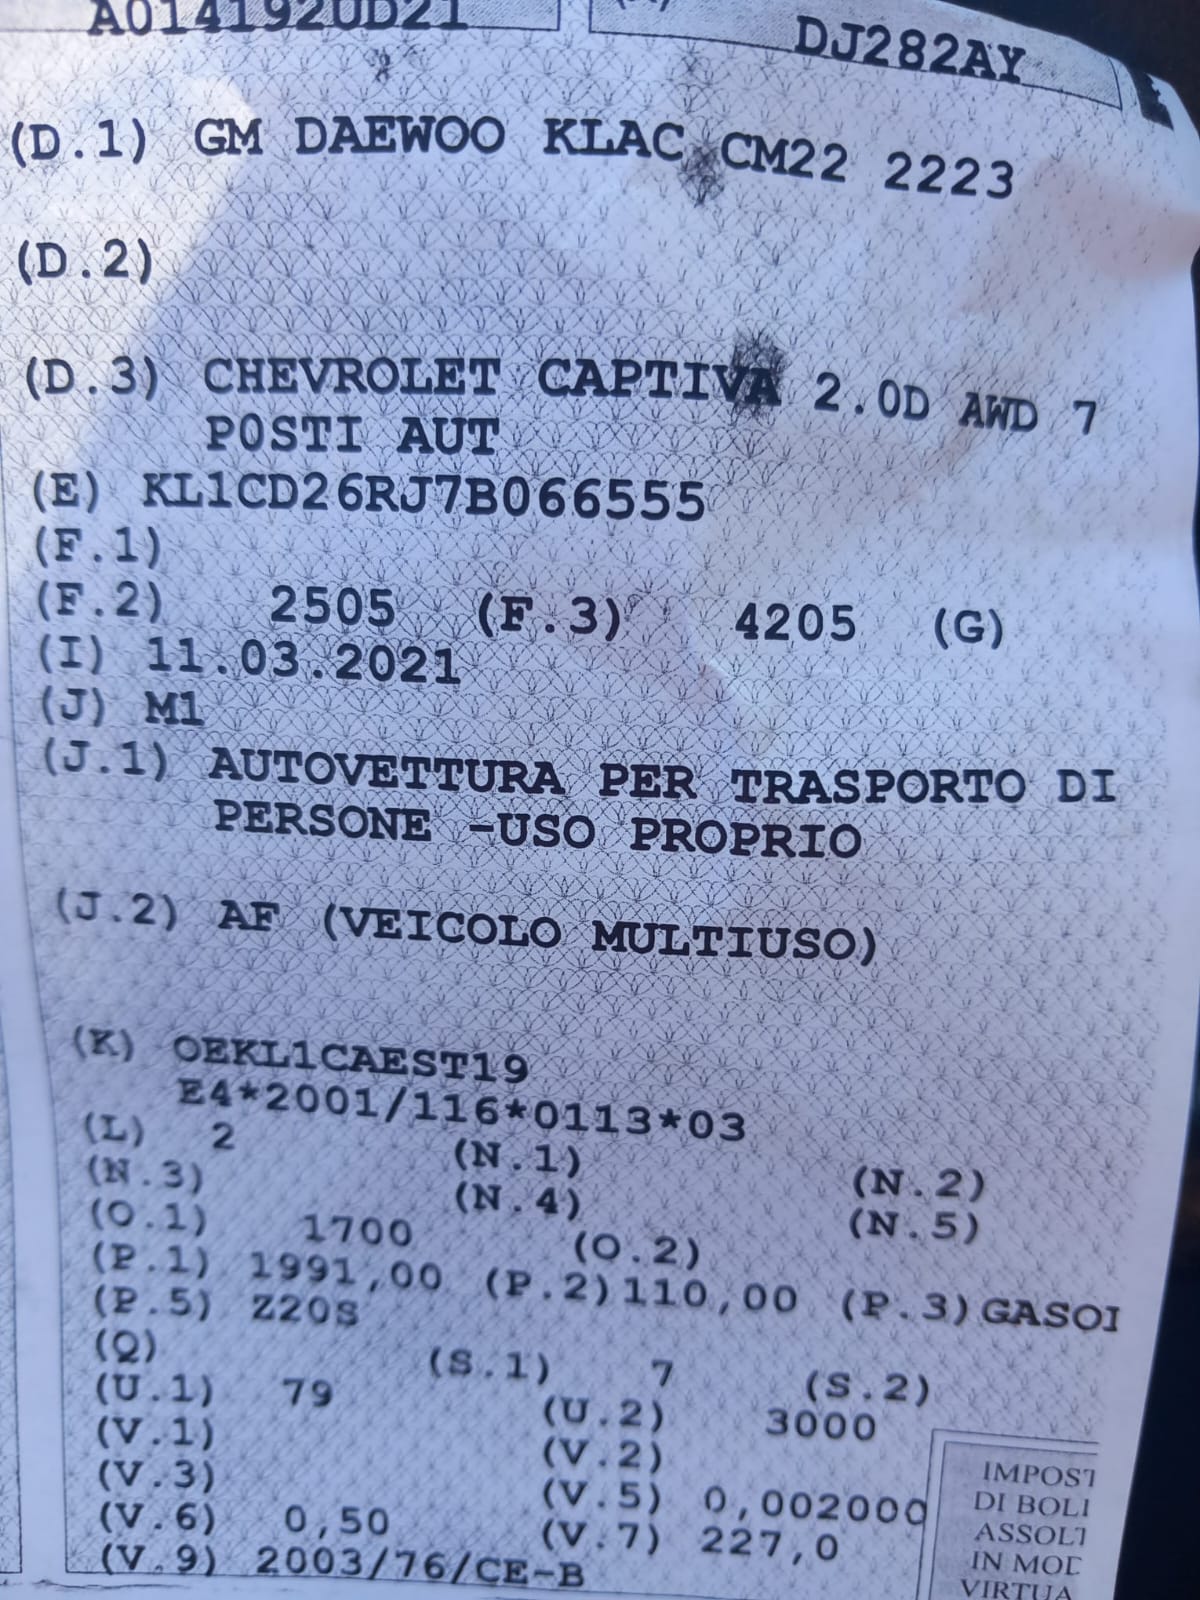 A014192UD21
DJ282AY
(D.1) GM DAEWOO KLAC CM22 2223
(D.2)
(D.3) CHEVROLET CAPTIVA 2.0D AWD 7
POSTI AUT
(E) KL1CD26RJ7B066555
(F.1)
(F.2) 2505 (F.3) 4205 (G)
(I) 11.03.2021
(J) M1
(J.1) AUTOVETTURA PER TRASPORTO DI
PERSONE -USO PROPRIO
(J.2) AF (VEICOLO MULTIUSO)
(K) OEKL1CAEST19
E4*2001/116*0113*03
(L) 2 (N.1) (N.2)
(N.3) (N.4) (N.5)
(O.1) 1700 (O.2)
(P.1) 1991,00 (P.2)110,00 (P.3)GASOI
(P.5) Z20S
(Q) (S.1) 7 (S.2)
(U.1) 79 (U.2) 3000
(V.1) (V.2)
(V.3) (V.5) 0,002000
(V.6) 0,50 (V.7) 227,0
(V.9) 2003/76/CE-B
IMPOST
DI BOLL
ASSOLT
IN MOD
VIRTUA